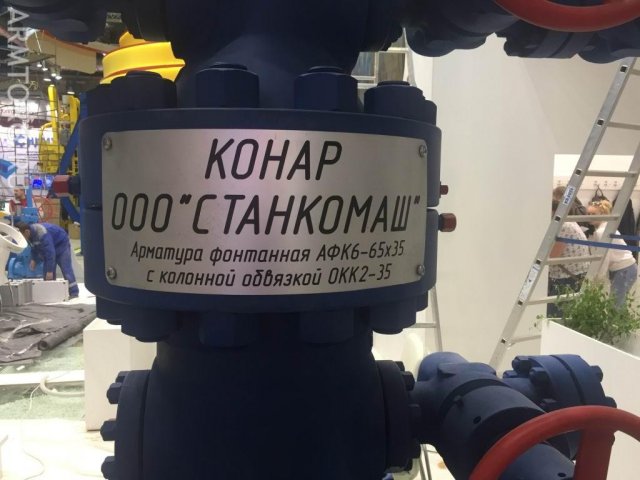 КОНАР
ООО "СТАНКОМАШ"
Арматура фонтанная АФК6-65х35
с колонной обвязкой ОКК2-35